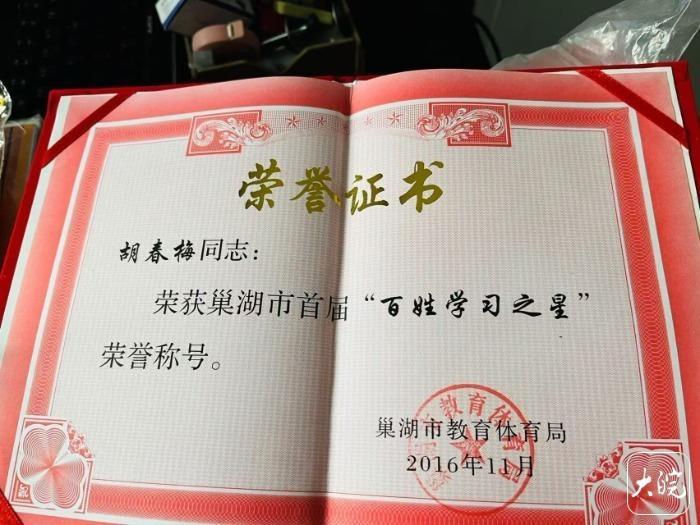 荣誉证书
胡春梅同志：
荣获巢湖市首届“百姓学习之星”
荣誉称号。
巢湖市教育体育局
2016年11月
大皖